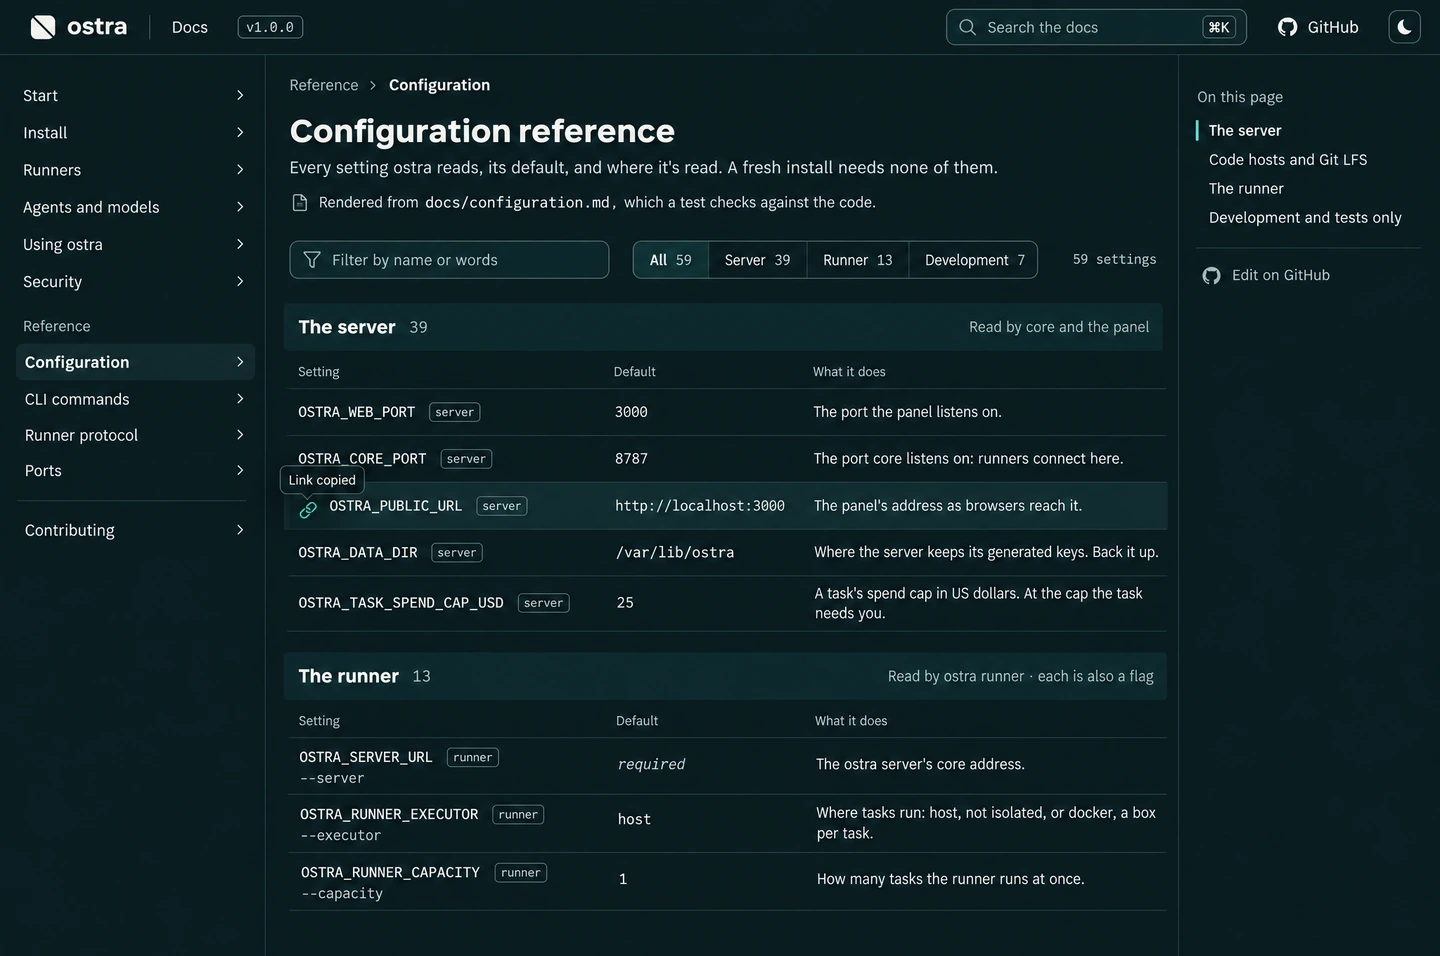 ostra
Docs
v1.0.0
Search the docs
⌘K
GitHub
Start
Install
Runners
Agents and models
Using ostra
Security
Reference
Configuration
CLI commands
Runner protocol
Ports
Contributing
Reference > Configuration
Configuration reference
Every setting ostra reads, its default, and where it's read. A fresh install needs none of them.
Rendered from docs/configuration.md, which a test checks against the code.
Filter by name or words
All 59
Server 39
Runner 13
Development 7
59 settings
The server 39
Read by core and the panel
Setting Default What it does
OSTRA_WEB_PORT server 3000 The port the panel listens on.
OSTRA_CORE_PORT server 8787 The port core listens on: runners connect here.
Link copied
OSTRA_PUBLIC_URL server http://localhost:3000 The panel's address as browsers reach it.
OSTRA_DATA_DIR server /var/lib/ostra Where the server keeps its generated keys. Back it up.
OSTRA_TASK_SPEND_CAP_USD server 25 A task's spend cap in US dollars. At the cap the task
needs you.
The runner 13
Read by ostra runner · each is also a flag
Setting Default What it does
OSTRA_SERVER_URL runner
--server
required
The ostra server's core address.
OSTRA_RUNNER_EXECUTOR runner
--executor
host
Where tasks run: host, not isolated, or docker, a box
per task.
OSTRA_RUNNER_CAPACITY runner
--capacity
1
How many tasks the runner runs at once.
On this page
The server
Code hosts and Git LFS
The runner
Development and tests only
Edit on GitHub